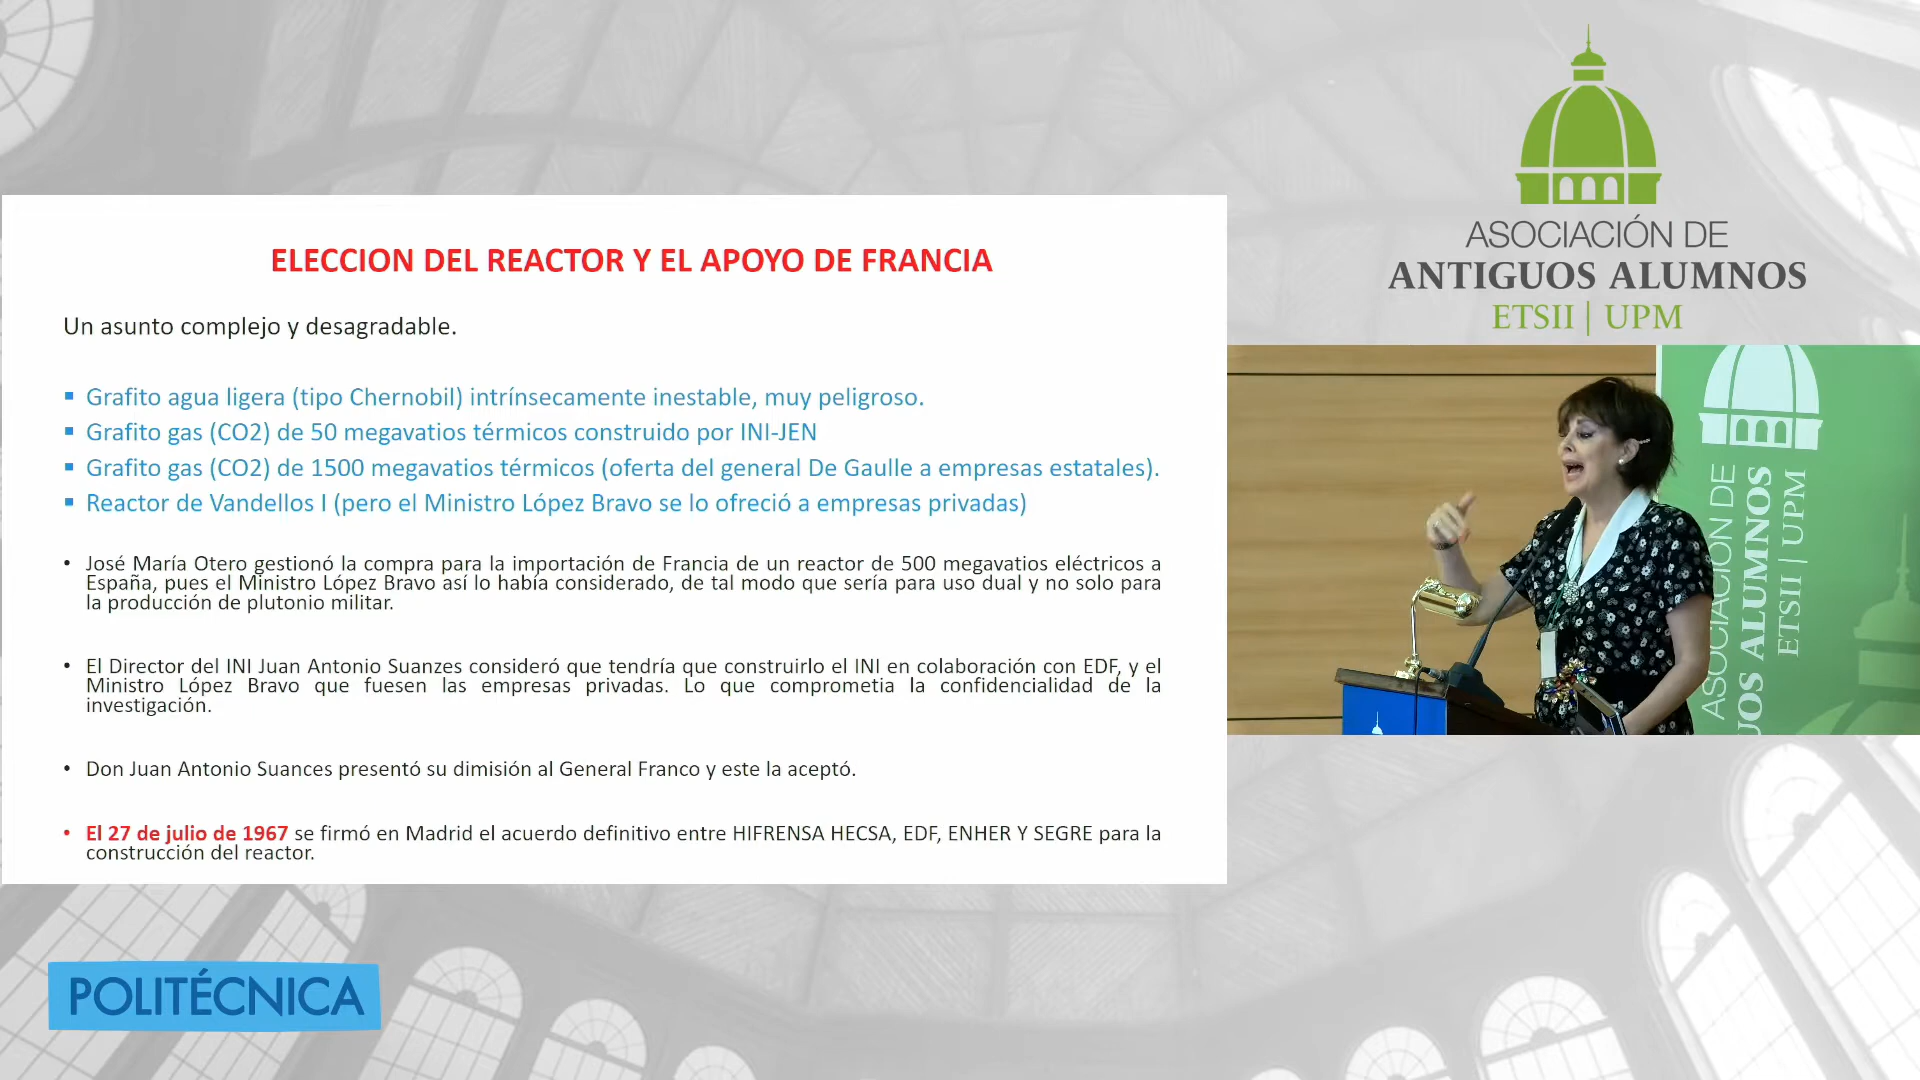 ELECCION DEL REACTOR Y EL APOYO DE FRANCIA
Un asunto complejo y desagradable.
▪ Grafito agua ligera (tipo Chernobil) intrínsecamente inestable, muy peligroso.
▪ Grafito gas (CO2) de 50 megavatios térmicos construido por INI-JEN
▪ Grafito gas (CO2) de 1500 megavatios térmicos (oferta del general De Gaulle a empresas estatales).
▪ Reactor de Vandellos I (pero el Ministro López Bravo se lo ofreció a empresas privadas)
• José María Otero gestionó la compra para la importación de Francia de un reactor de 500 megavatios eléctricos a
España, pues el Ministro López Bravo así lo había considerado, de tal modo que sería para uso dual y no solo para
la producción de plutonio militar.
• El Director del INI Juan Antonio Suanzes consideró que tendría que construirlo el INI en colaboración con EDF, y el
Ministro López Bravo que fuesen las empresas privadas. Lo que comprometia la confidencialidad de la
investigación.
• Don Juan Antonio Suances presentó su dimisión al General Franco y este la aceptó.
• El 27 de julio de 1967 se firmó en Madrid el acuerdo definitivo entre HIFRENSA HECSA, EDF, ENHER Y SEGRE para la
construcción del reactor.
ASOCIACIÓN DE
ANTIGUOS ALUMNOS
ETSII | UPM
ASOCIACIÓN DE
UOS ALUMNOS
ETSII | UPM
POLITÉCNICA